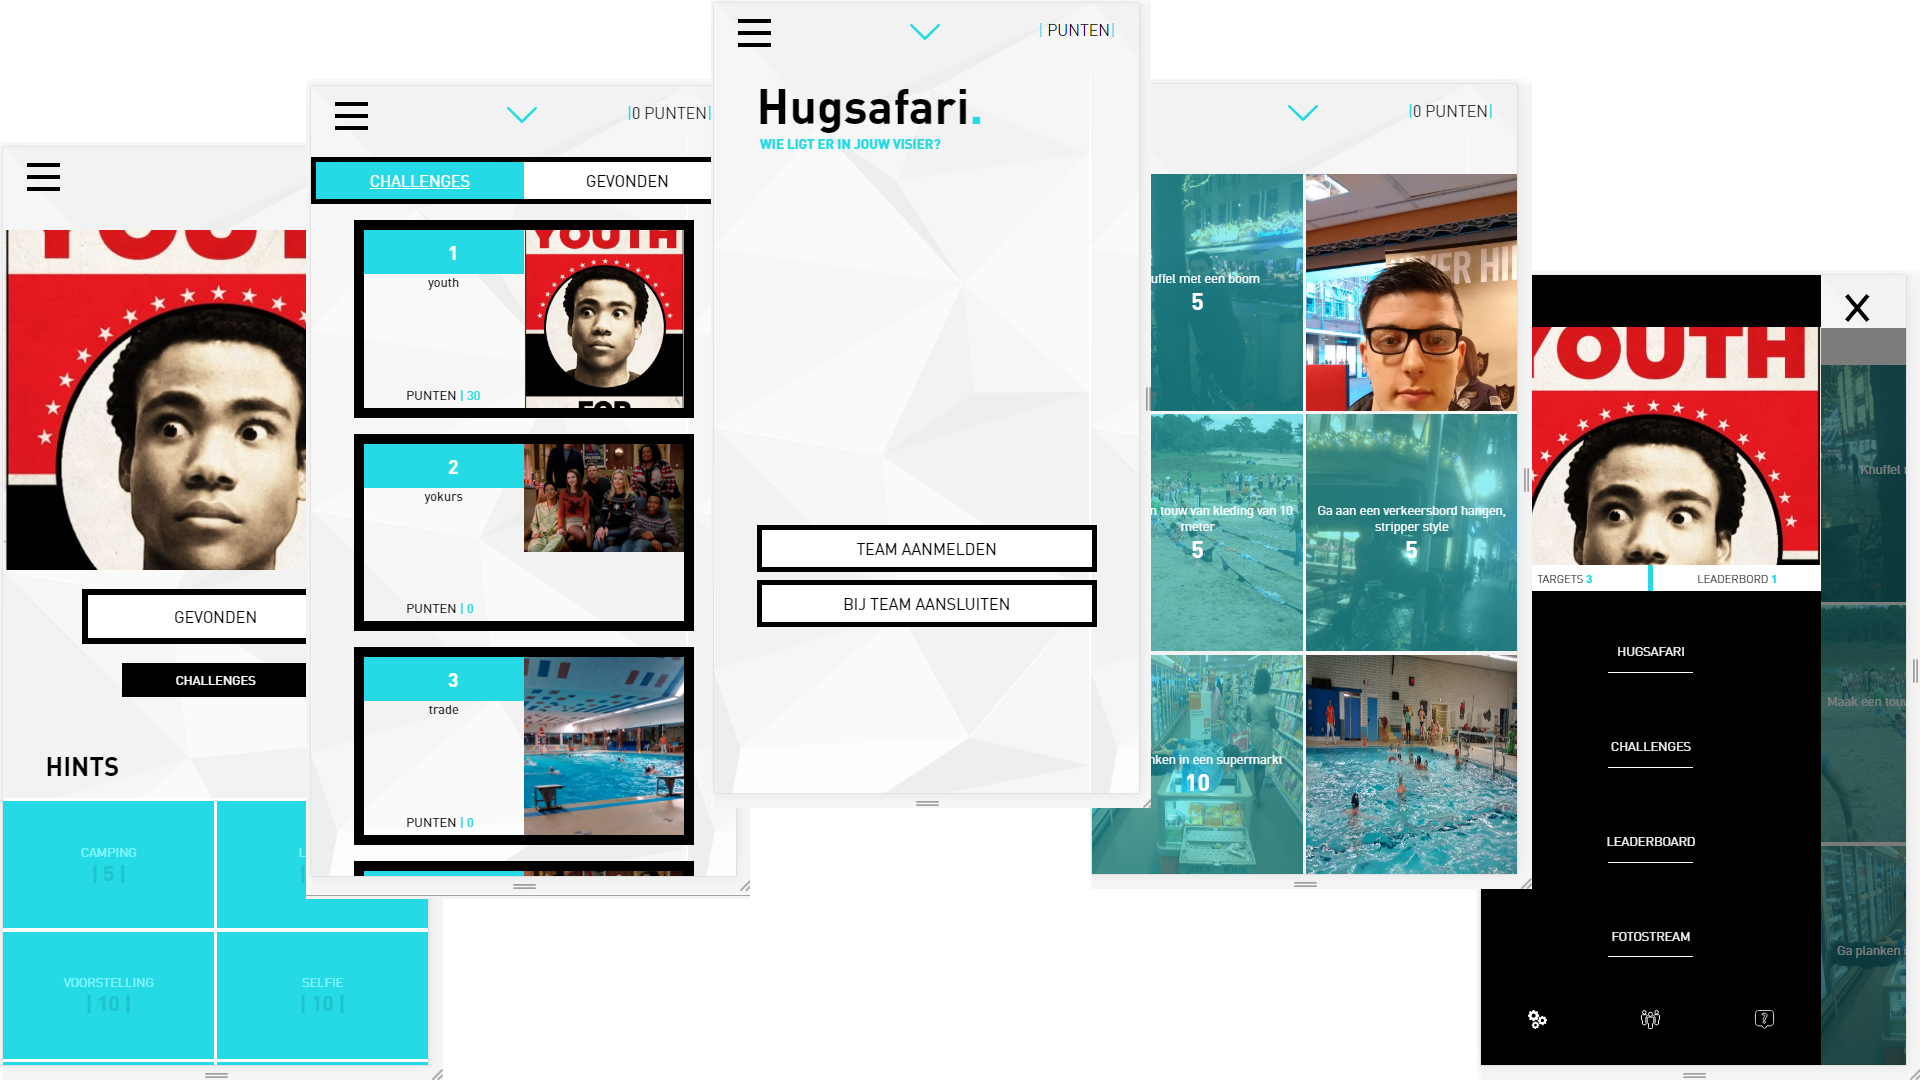 YOUTH
GEVONDEN
CHALLENGES
HINTS
CAMPING
| 5 |
VOORSTELLING
| 10 |
SELFIE
| 10 |
|0 PUNTEN|
CHALLENGES
GEVONDEN
1
youth
PUNTEN | 30
YOUTH
FOR
2
yokurs
PUNTEN | 0
3
trade
PUNTEN | 0
| PUNTEN|
Hugsafari.
WIE LIGT ER IN JOUW VISIER?
TEAM AANMELDEN
BIJ TEAM AANSLUITEN
|0 PUNTEN|
uffel met een boom
5
n touw van kleding van 10
meter
5
Ga aan een verkeersbord hangen,
stripper style
5
nken in een supermarkt
10
X
YOUTH
TARGETS 3
LEADERBORD 1
HUGSAFARI
CHALLENGES
LEADERBOARD
FOTOSTREAM
Knuffel
Maak een touw
Ga planken i